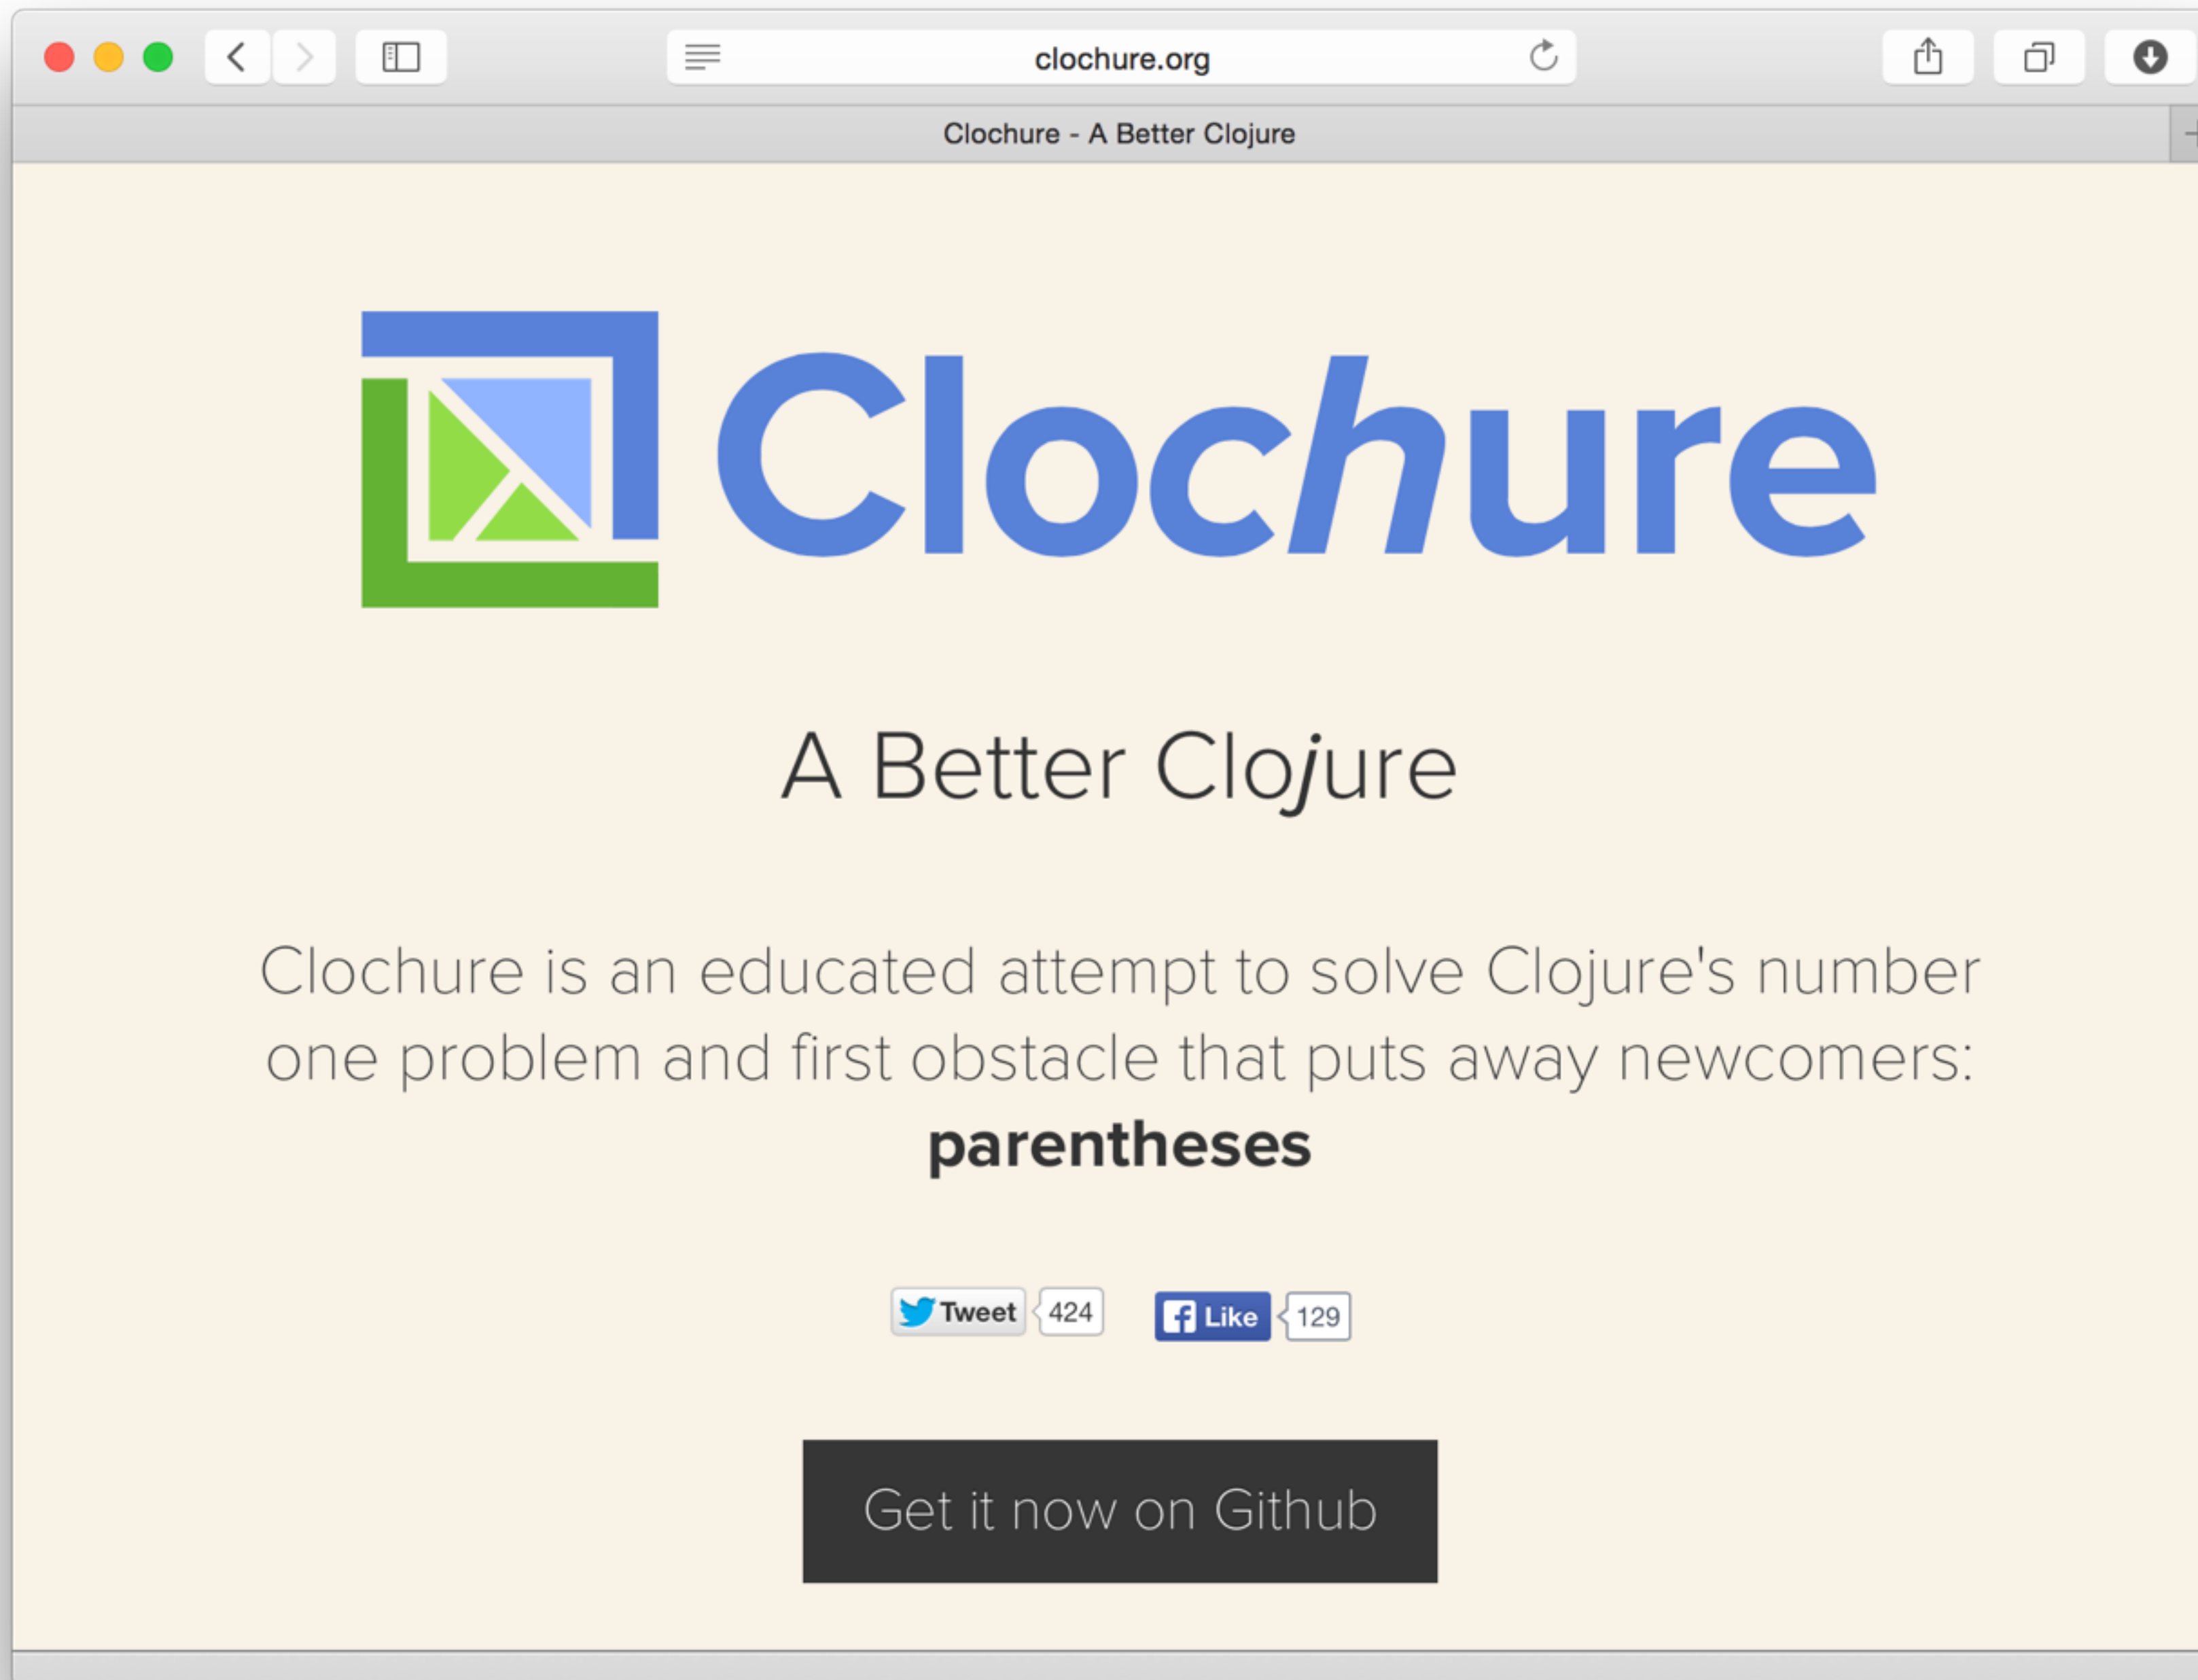 clochure.org
Clochure - A Better Clojure
Clochure
A Better Clojure
Clochure is an educated attempt to solve Clojure's number
one problem and first obstacle that puts away newcomers:
parentheses
Tweet 424 Like 129
Get it now on Github